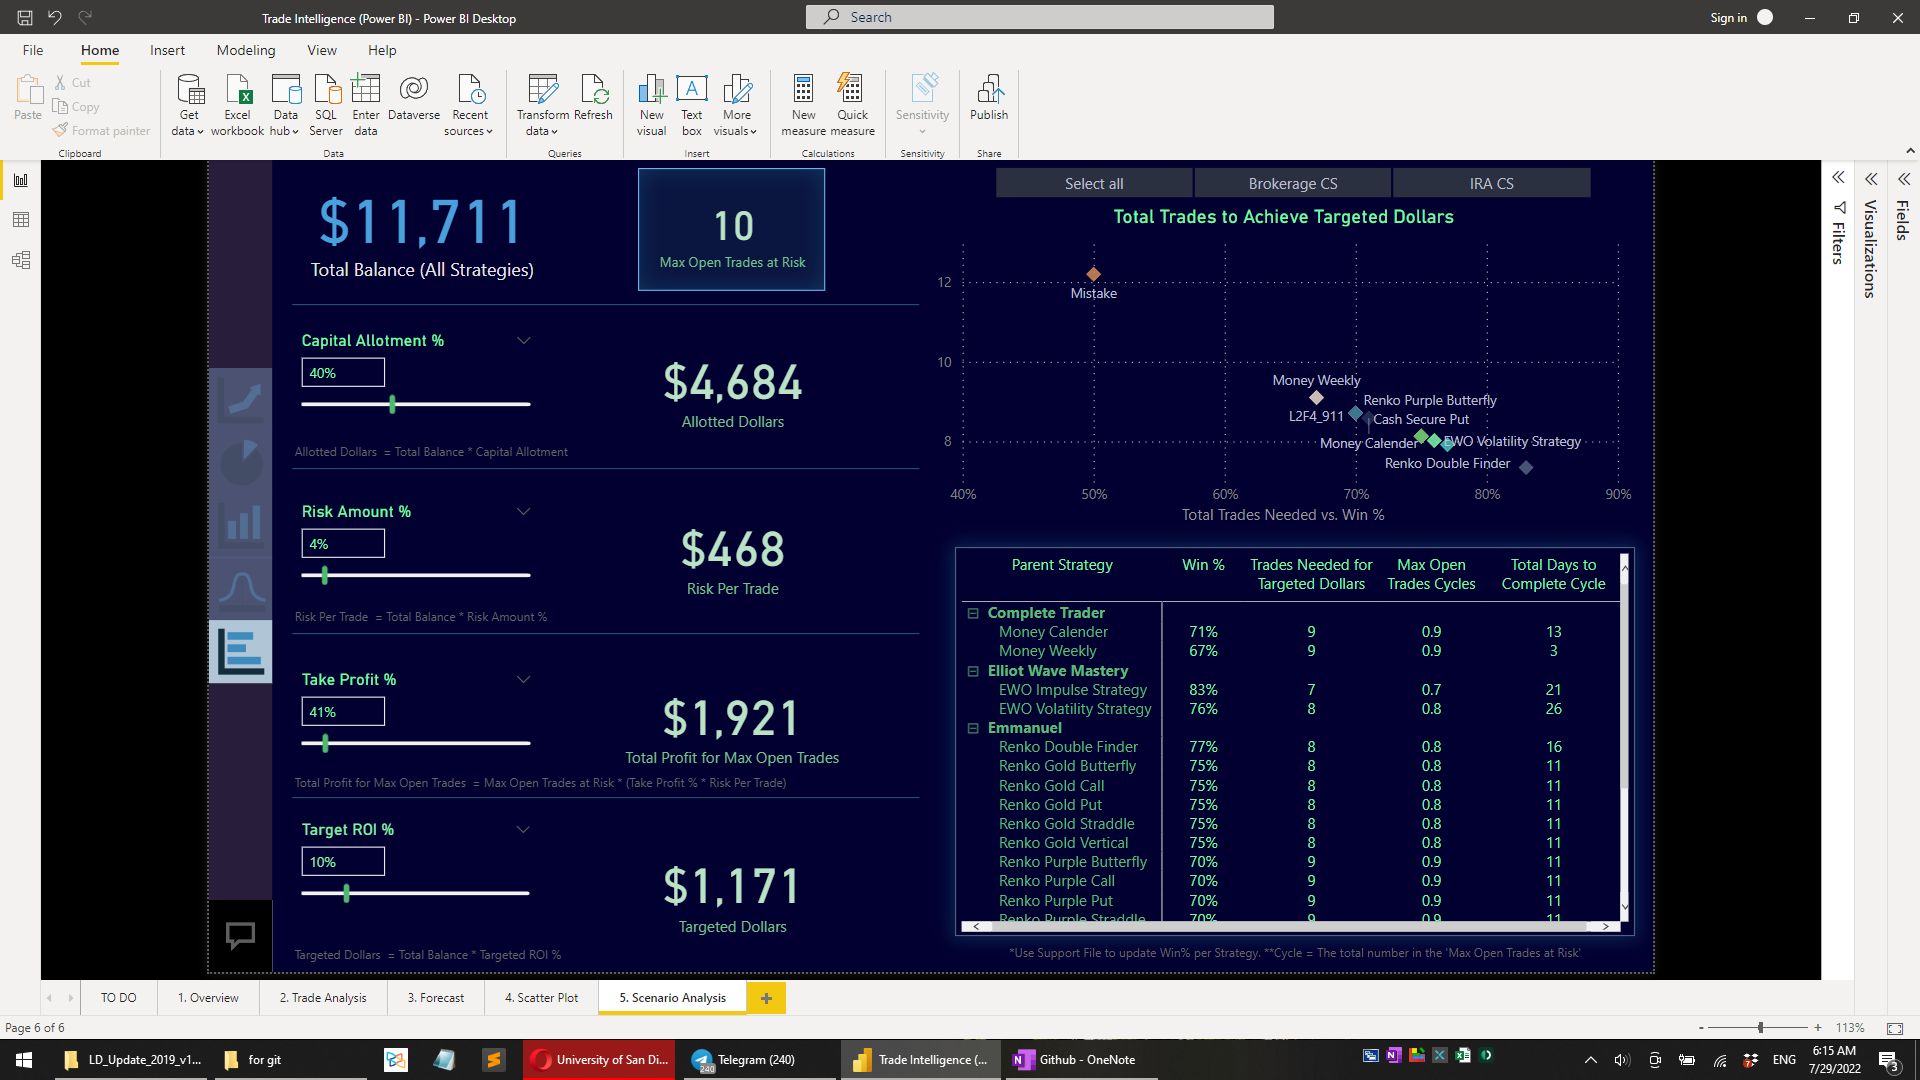 Trade Intelligence (Power BI) - Power BI Desktop
Search
Sign in
File Home Insert Modeling View Help
Paste
Cut
Copy
Format painter
Get data
Excel workbook
Data hub
SQL Server
Enter data
Dataverse
Recent sources
Transform data
Refresh
New visual
Text box
More visuals
New measure
Quick measure
Sensitivity
Publish
Clipboard Data Queries Insert Calculations Sensitivity Share
$11,711
Total Balance (All Strategies)
10
Max Open Trades at Risk
Capital Allotment %
40%
$4,684
Allotted Dollars
Allotted Dollars = Total Balance * Capital Allotment
Risk Amount %
4%
$468
Risk Per Trade
Risk Per Trade = Total Balance * Risk Amount %
Take Profit %
41%
$1,921
Total Profit for Max Open Trades
Total Profit for Max Open Trades = Max Open Trades at Risk * (Take Profit % * Risk Per Trade)
Target ROI %
10%
$1,171
Targeted Dollars
Targeted Dollars = Total Balance * Targeted ROI %
Select all Brokerage CS IRA CS
Total Trades to Achieve Targeted Dollars
12
Mistake
10
Money Weekly
Renko Purple Butterfly
L2F4_911
Cash Secure Put
8
Money Calender
EWO Volatility Strategy
Renko Double Finder
40% 50% 60% 70% 80% 90%
Total Trades Needed vs. Win %
Parent Strategy Win % Trades Needed for Targeted Dollars Max Open Trades Cycles Total Days to Complete Cycle
Complete Trader
Money Calender 71% 9 0.9 13
Money Weekly 67% 9 0.9 3
Elliot Wave Mastery
EWO Impulse Strategy 83% 7 0.7 21
EWO Volatility Strategy 76% 8 0.8 26
Emmanuel
Renko Double Finder 77% 8 0.8 16
Renko Gold Butterfly 75% 8 0.8 11
Renko Gold Call 75% 8 0.8 11
Renko Gold Put 75% 8 0.8 11
Renko Gold Straddle 75% 8 0.8 11
Renko Gold Vertical 75% 8 0.8 11
Renko Purple Butterfly 70% 9 0.9 11
Renko Purple Call 70% 9 0.9 11
Renko Purple Put 70% 9 0.9 11
Renko Purple Straddle 70% 9 0.9 11
*Use Support File to update Win% per Strategy. **Cycle = The total number in the 'Max Open Trades at Risk'
Filters
Visualizations
Fields
TO DO 1. Overview 2. Trade Analysis 3. Forecast 4. Scatter Plot 5. Scenario Analysis
Page 6 of 6
- + 113%
LD_Update_2019_v1... for git University of San Di... Telegram (240) Trade Intelligence (... Github - OneNote
240
ENG
6:15 AM
7/29/2022
3